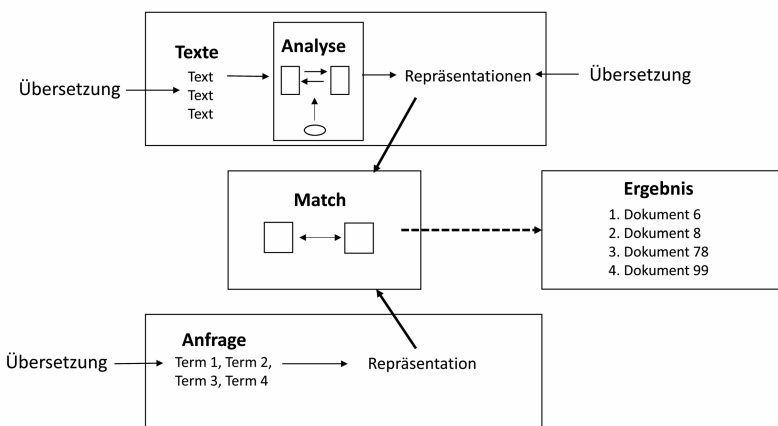 Texte
Analyse
Text
Text
Text
Übersetzung
Repräsentationen
Übersetzung
Match
Ergebnis
1. Dokument 6
2. Dokument 8
3. Dokument 78
4. Dokument 99
Anfrage
Übersetzung
Term 1, Term 2,
Term 3, Term 4
Repräsentation